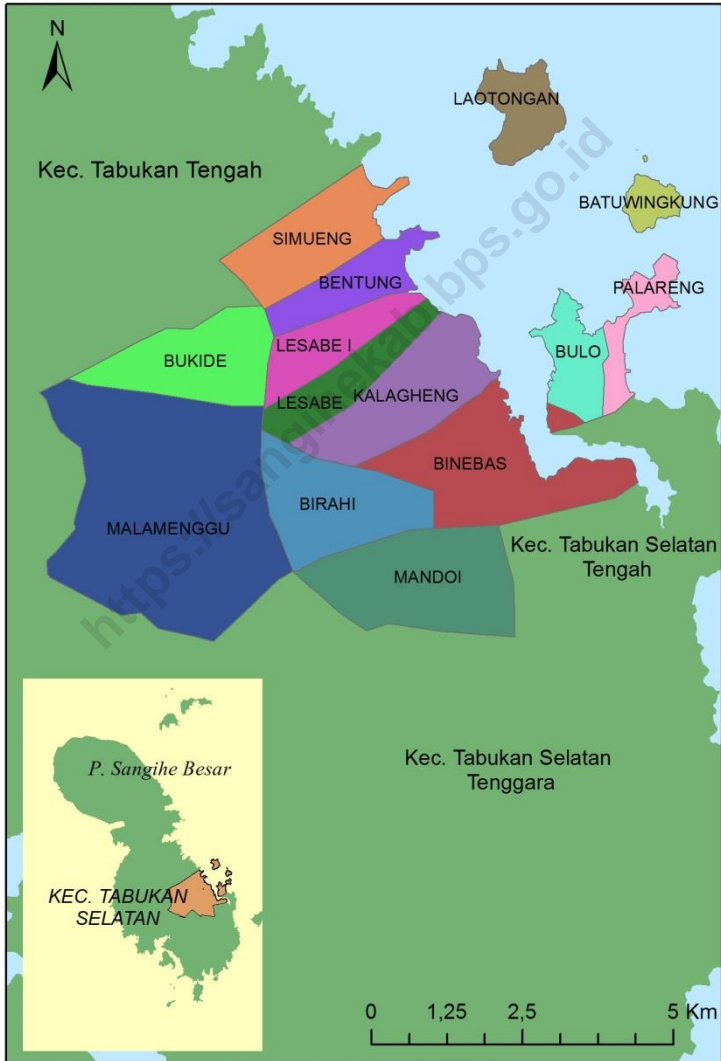 N
LAOTONGAN
Kec. Tabukan Tengah
BATUWINGKUNG
SIMUENG
BENTUNG
PALARENG
LESABE I
BULO
BUKIDE
LESABE
KALAGHENG
BINEBAS
BIRAHI
MALAMENGGU
Kec. Tabukan Selatan
Tengah
MANDOI
https://sangihekab.bps.go.id
Kec. Tabukan Selatan
Tenggara
P. Sangihe Besar
KEC. TABUKAN
SELATAN
0 1,25 2,5 5 Km